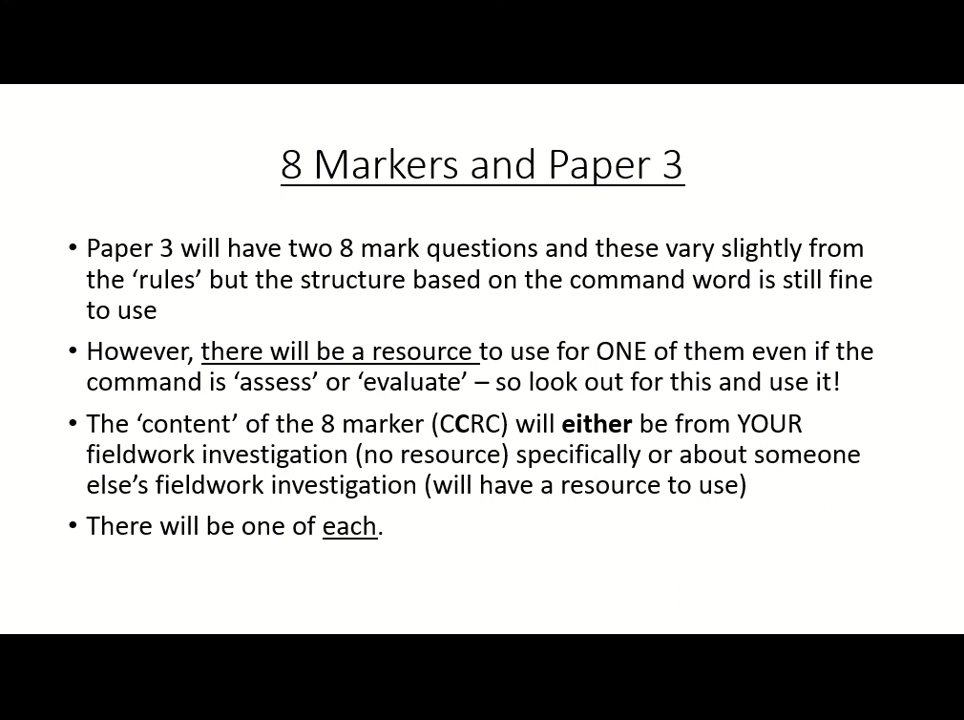 8 Markers and Paper 3
• Paper 3 will have two 8 mark questions and these vary slightly from
the ‘rules’ but the structure based on the command word is still fine
to use
• However, there will be a resource to use for ONE of them even if the
command is ‘assess’ or ‘evaluate’ – so look out for this and use it!
• The ‘content’ of the 8 marker (CCRC) will either be from YOUR
fieldwork investigation (no resource) specifically or about someone
else’s fieldwork investigation (will have a resource to use)
• There will be one of each.